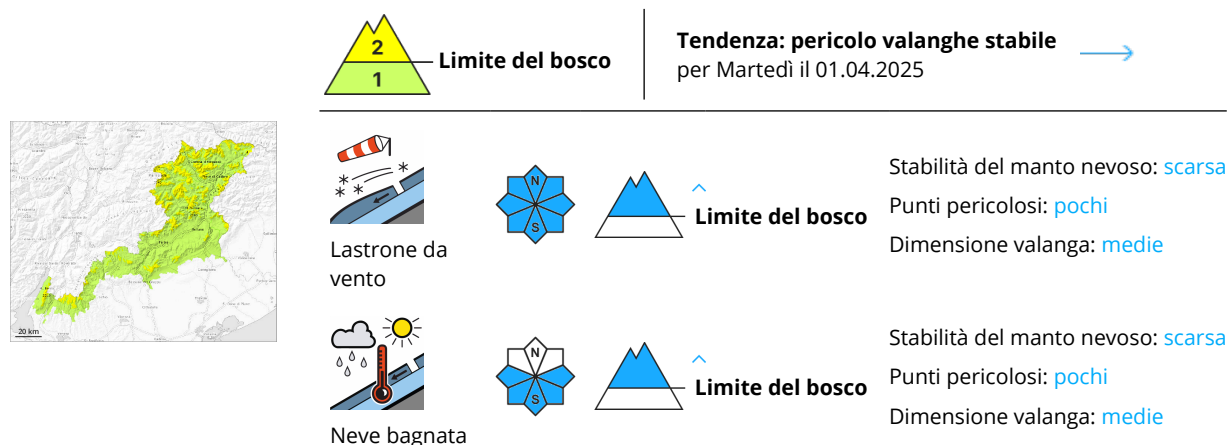 2
1
Limite del bosco
Tendenza: pericolo valanghe stabile
per Martedì il 01.04.2025
20 km
Lastrone da
vento
N
S
Limite del bosco
Stabilità del manto nevoso: scarsa
Punti pericolosi: pochi
Dimensione valanga: medie
Neve bagnata
N
S
Limite del bosco
Stabilità del manto nevoso: scarsa
Punti pericolosi: pochi
Dimensione valanga: medie